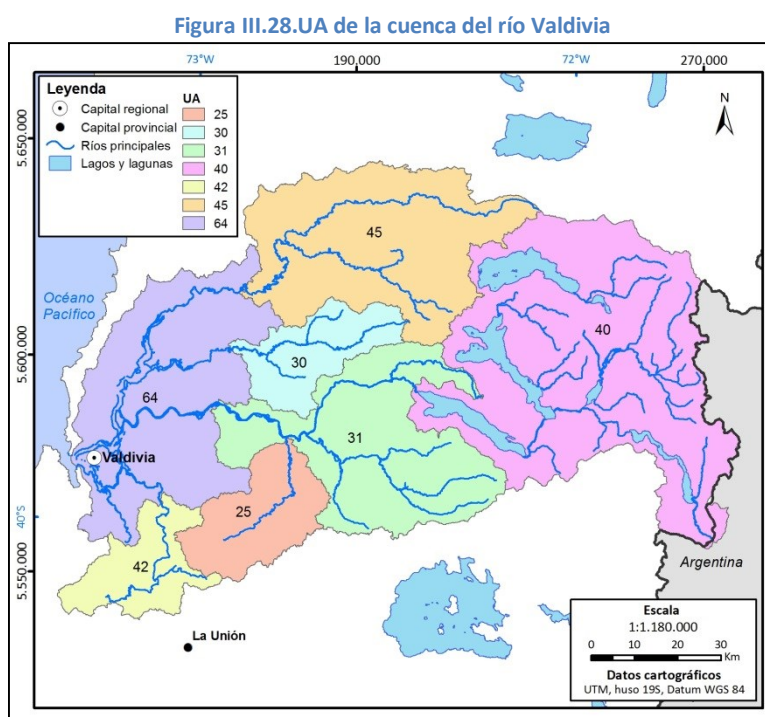 Figura III.28.UA de la cuenca del río Valdivia
73°W
190.000
72°W
270.000
Leyenda
Capital regional
Capital provincial
Ríos principales
Lagos y lagunas
UA
25
30
31
40
42
45
64
N
5.650.000
5.600.000
40°S
5.550.000
Océano
Pacífico
45
40
30
64
31
Valdivia
25
42
La Unión
Argentina
Escala
1:1.180.000
0 10 20 30
Km
Datos cartográficos
UTM, huso 19S, Datum WGS 84